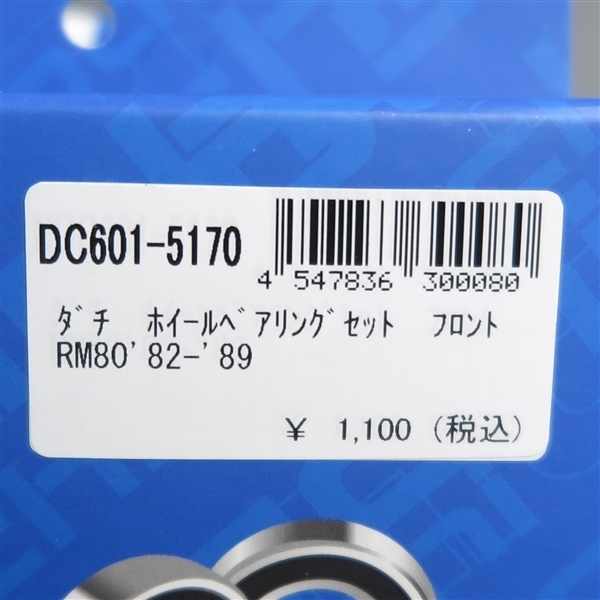 DC601-5170
4 547836 300080
ﾀﾞﾁ ﾎｲｰﾙﾍﾞｱﾘﾝｸﾞｾｯﾄ ﾌﾛﾝﾄ
RM80'82-'89
¥ 1,100 (税込)